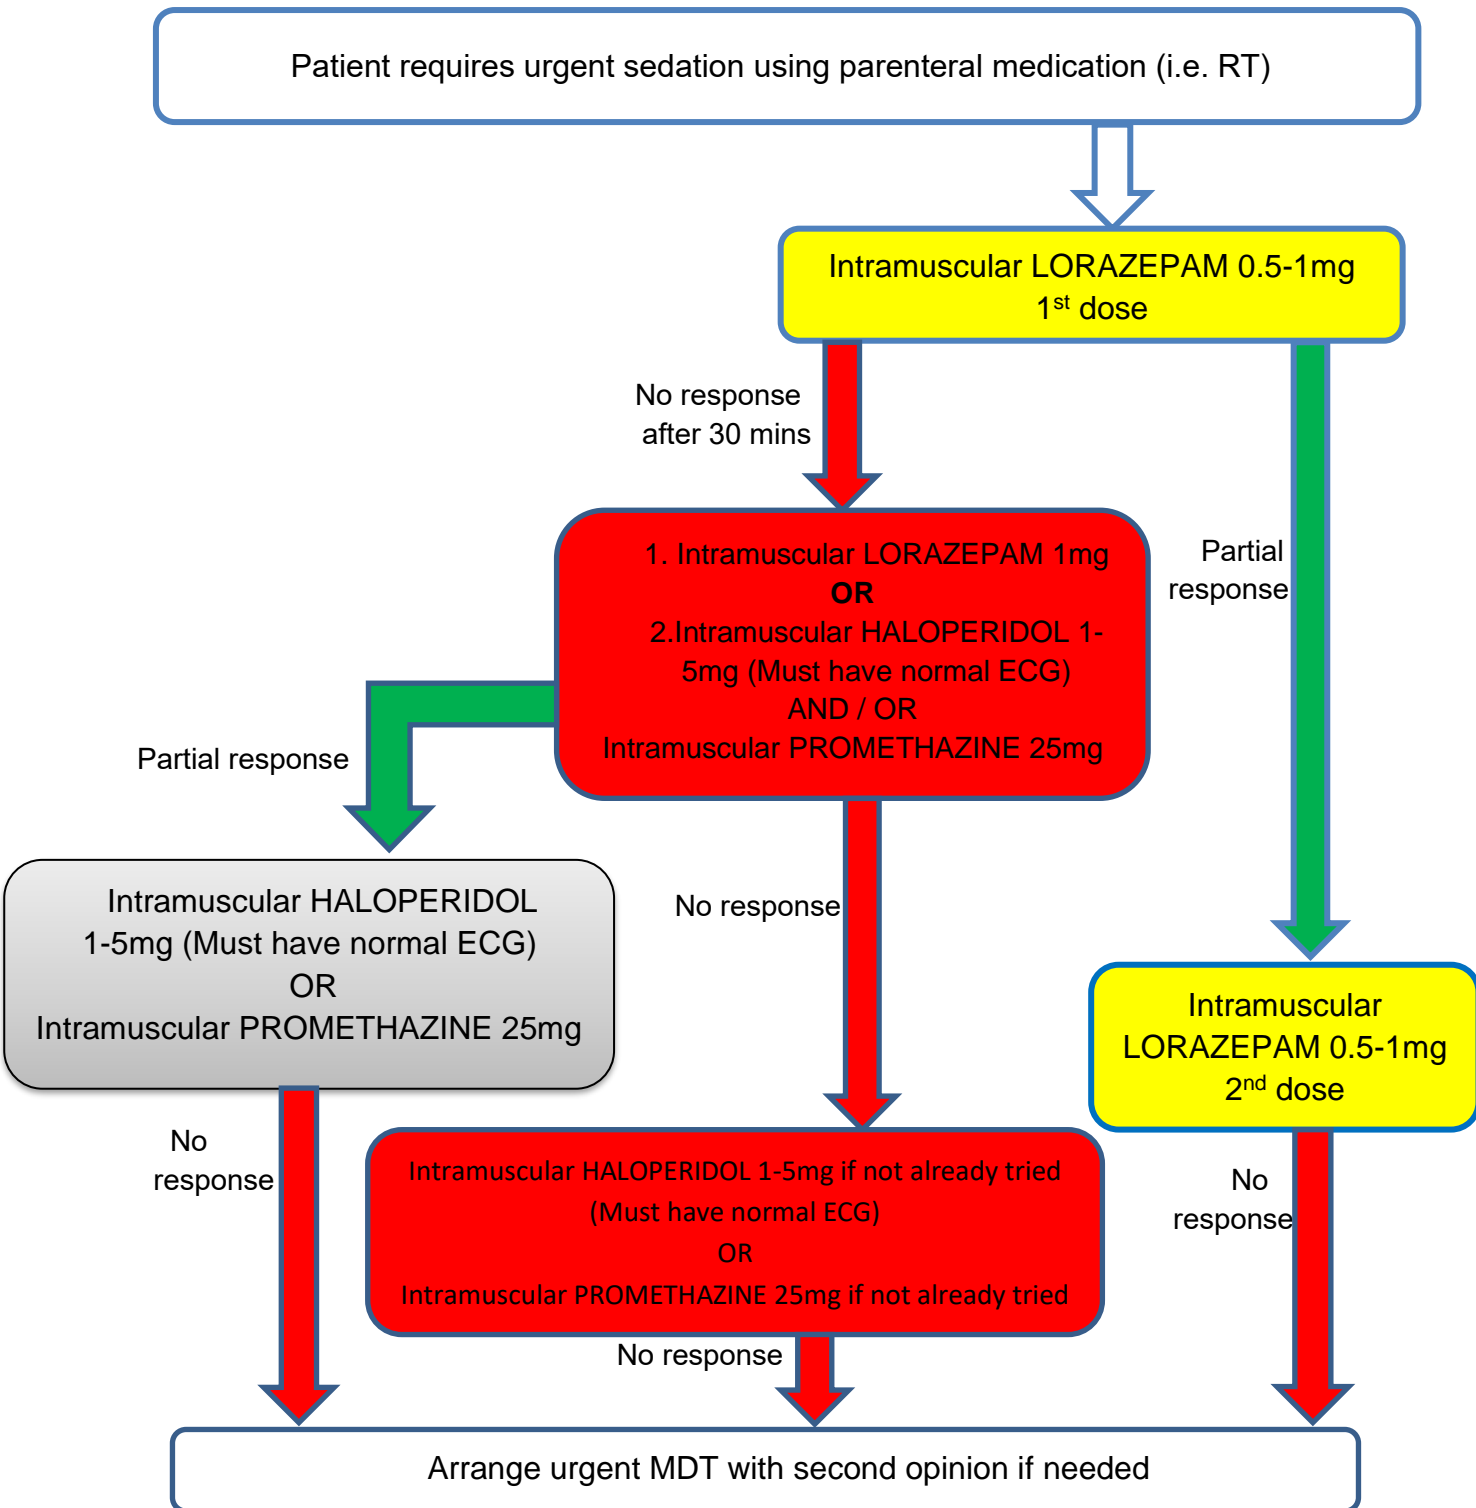 Patient requires urgent sedation using parenteral medication (i.e. RT)
Intramuscular LORAZEPAM 0.5-1mg
1st dose
No response
after 30 mins
1. Intramuscular LORAZEPAM 1mg
OR
2.Intramuscular HALOPERIDOL 1-
5mg (Must have normal ECG)
AND / OR
Intramuscular PROMETHAZINE 25mg
Partial
response
Partial response
Intramuscular HALOPERIDOL
1-5mg (Must have normal ECG)
OR
Intramuscular PROMETHAZINE 25mg
No response
Intramuscular
LORAZEPAM 0.5-1mg
2nd dose
No
response
Intramuscular HALOPERIDOL 1-5mg if not already tried
(Must have normal ECG)
OR
Intramuscular PROMETHAZINE 25mg if not already tried
No
response
No response
Arrange urgent MDT with second opinion if needed